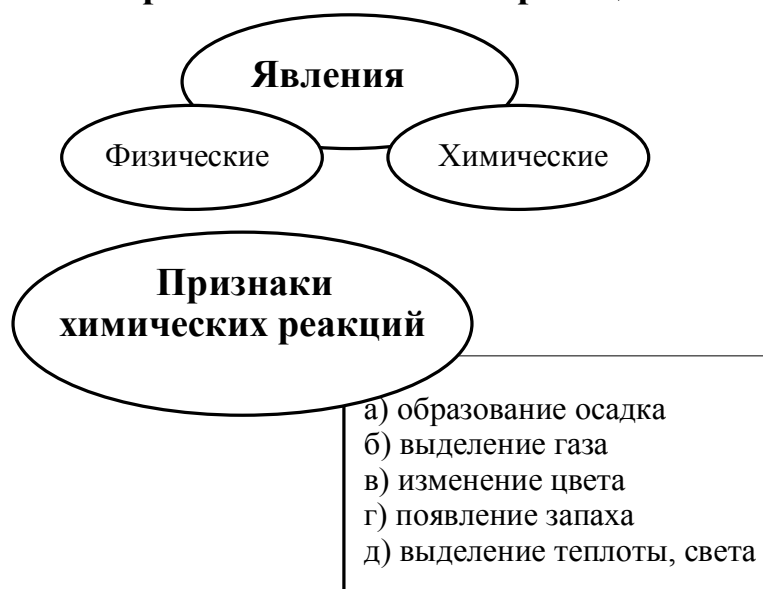 Явления
Физические
Химические
Признаки
химических реакций
а) образование осадка
б) выделение газа
в) изменение цвета
г) появление запаха
д) выделение теплоты, света